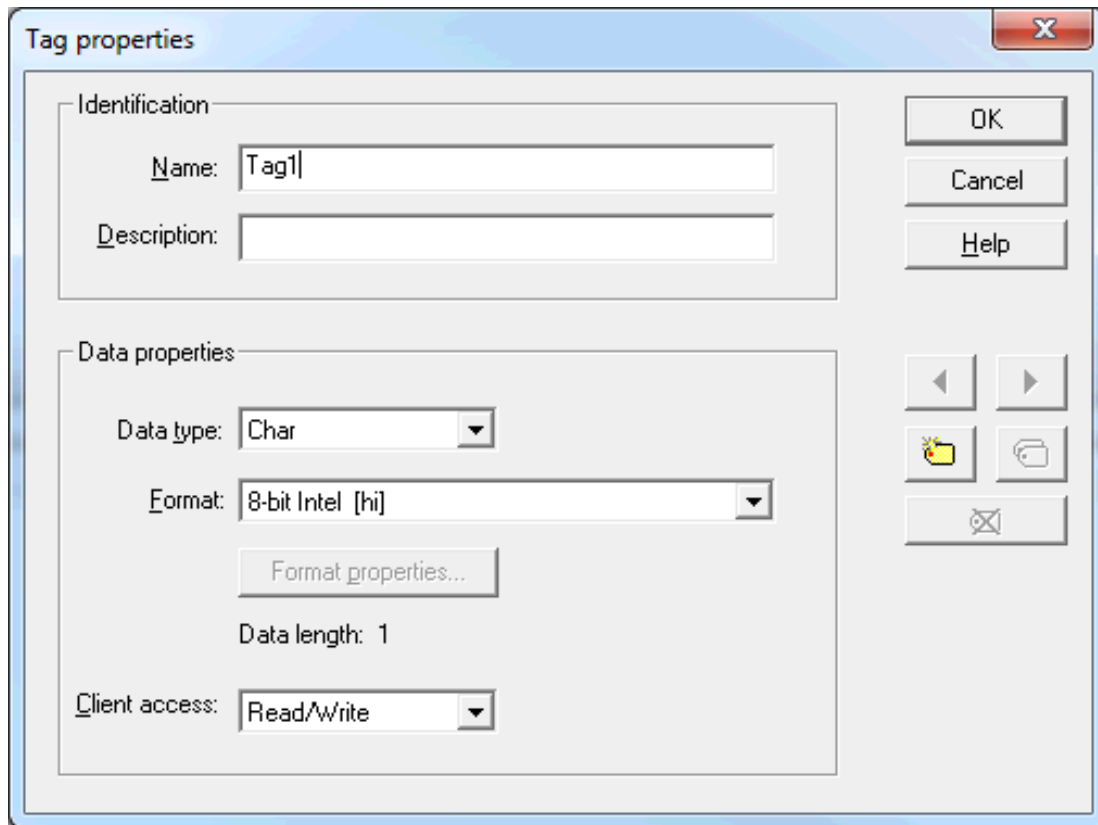 Tag properties
Identification
Name: Tag1
Description:
OK
Cancel
Help
Data properties
Data type: Char
Format: 8-bit Intel [hi]
Format properties...
Data length: 1
Client access: Read/Write